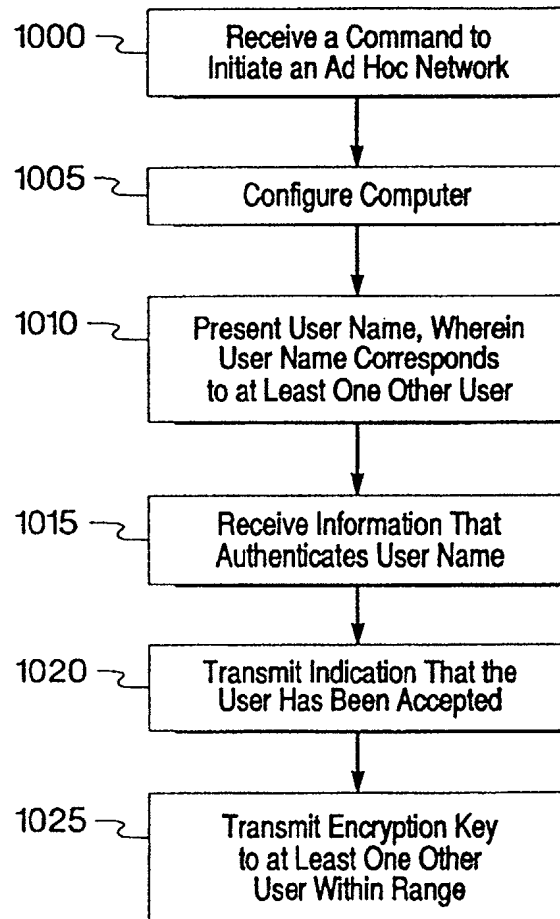 1000
Receive a Command to
Initiate an Ad Hoc Network
1005
Configure Computer
1010
Present User Name, Wherein
User Name Corresponds
to at Least One Other User
1015
Receive Information That
Authenticates User Name
1020
Transmit Indication That the
User Has Been Accepted
1025
Transmit Encryption Key
to at Least One Other
User Within Range